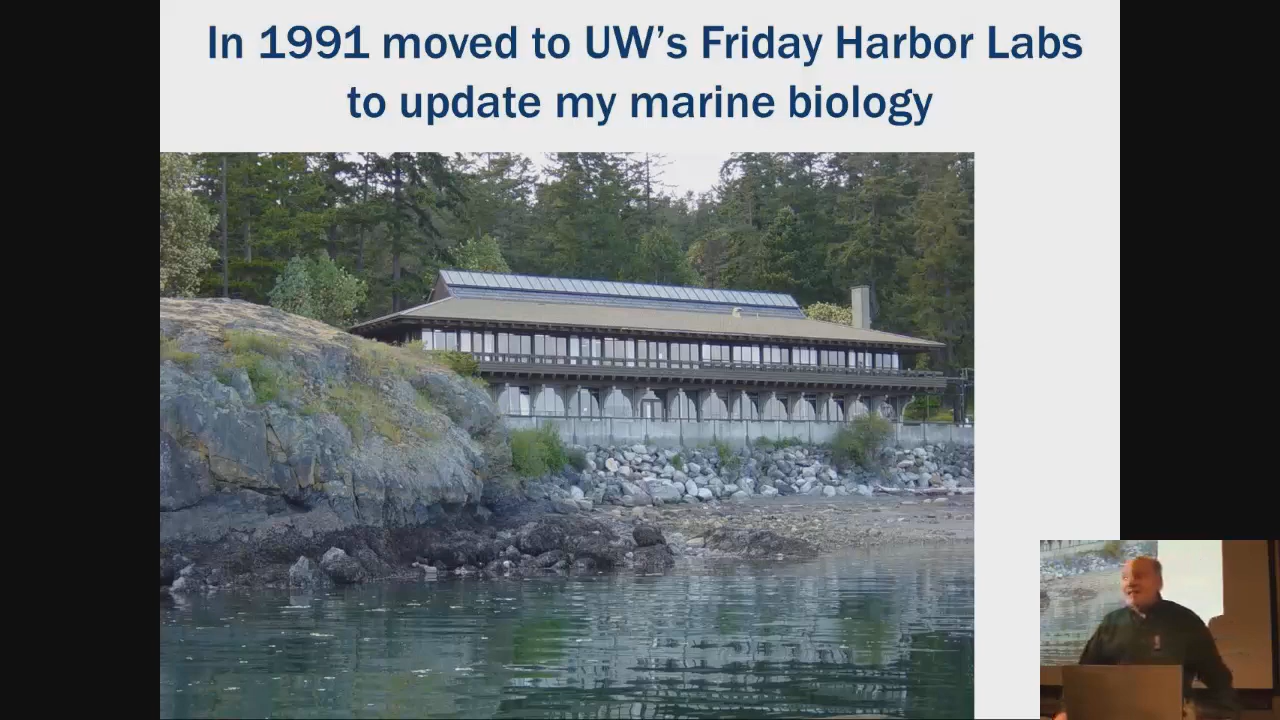 In 1991 moved to UW’s Friday Harbor Labs
to update my marine biology